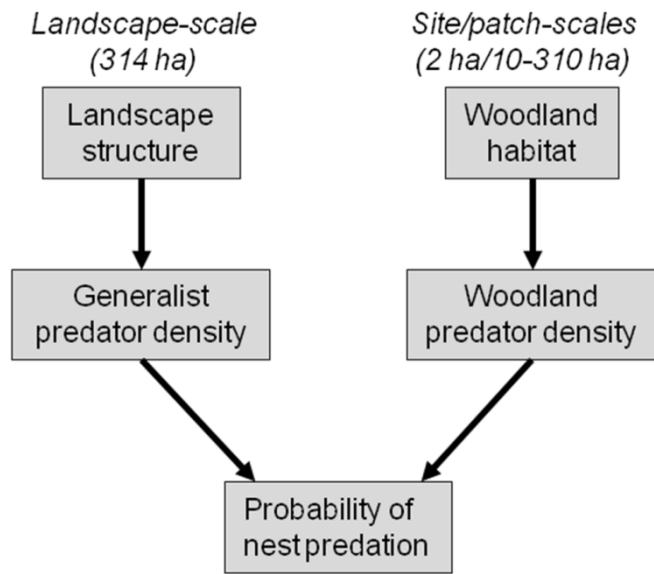 Landscape-scale
(314 ha)
Site/patch-scales
(2 ha/10-310 ha)
Landscape
structure
Woodland
habitat
Generalist
predator density
Woodland
predator density
Probability of
nest predation